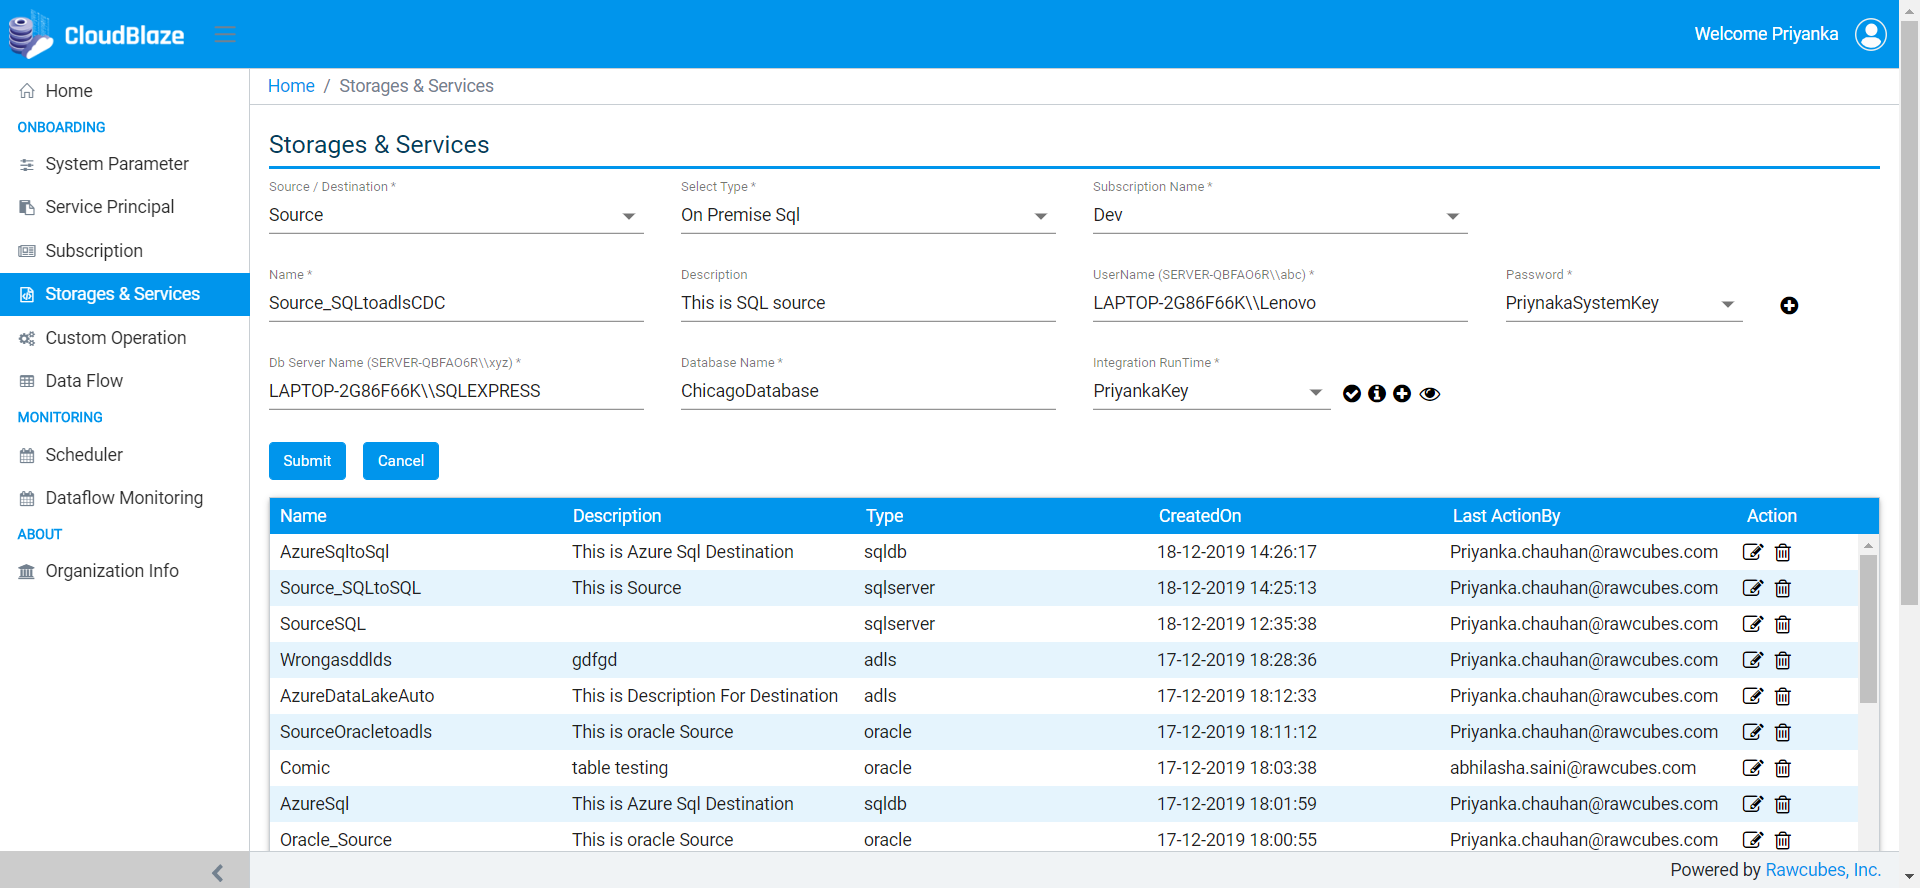 CloudBlaze
Welcome Priyanka
Home
ONBOARDING
System Parameter
Service Principal
Subscription
Storages & Services
Custom Operation
Data Flow
MONITORING
Scheduler
Dataflow Monitoring
ABOUT
Organization Info
Home / Storages & Services
Storages & Services
Source / Destination * Select Type * Subscription Name *
Source On Premise Sql Dev
Name * Description UserName (SERVER-QBFAO6R\\abc) * Password *
Source_SQLtoadlsCDC This is SQL source LAPTOP-2G86F66K\\Lenovo PriynakaSystemKey
Db Server Name (SERVER-QBFAO6R\\xyz) * Database Name * Integration RunTime *
LAPTOP-2G86F66K\\SQLEXPRESS ChicagoDatabase PriyankaKey
Submit Cancel
Name Description Type CreatedOn Last ActionBy Action
AzureSqltoSql This is Azure Sql Destination sqldb 18-12-2019 14:26:17 Priyanka.chauhan@rawcubes.com
Source_SQLtoSQL This is Source sqlserver 18-12-2019 14:25:13 Priyanka.chauhan@rawcubes.com
SourceSQL sqlserver 18-12-2019 12:35:38 Priyanka.chauhan@rawcubes.com
Wrongasddlds gdfgd adls 17-12-2019 18:28:36 Priyanka.chauhan@rawcubes.com
AzureDataLakeAuto This is Description For Destination adls 17-12-2019 18:12:33 Priyanka.chauhan@rawcubes.com
SourceOracletoadls This is oracle Source oracle 17-12-2019 18:11:12 Priyanka.chauhan@rawcubes.com
Comic table testing oracle 17-12-2019 18:03:38 abhilasha.saini@rawcubes.com
AzureSql This is Azure Sql Destination sqldb 17-12-2019 18:01:59 Priyanka.chauhan@rawcubes.com
Oracle_Source This is oracle Source oracle 17-12-2019 18:00:55 Priyanka.chauhan@rawcubes.com
Powered by Rawcubes, Inc.